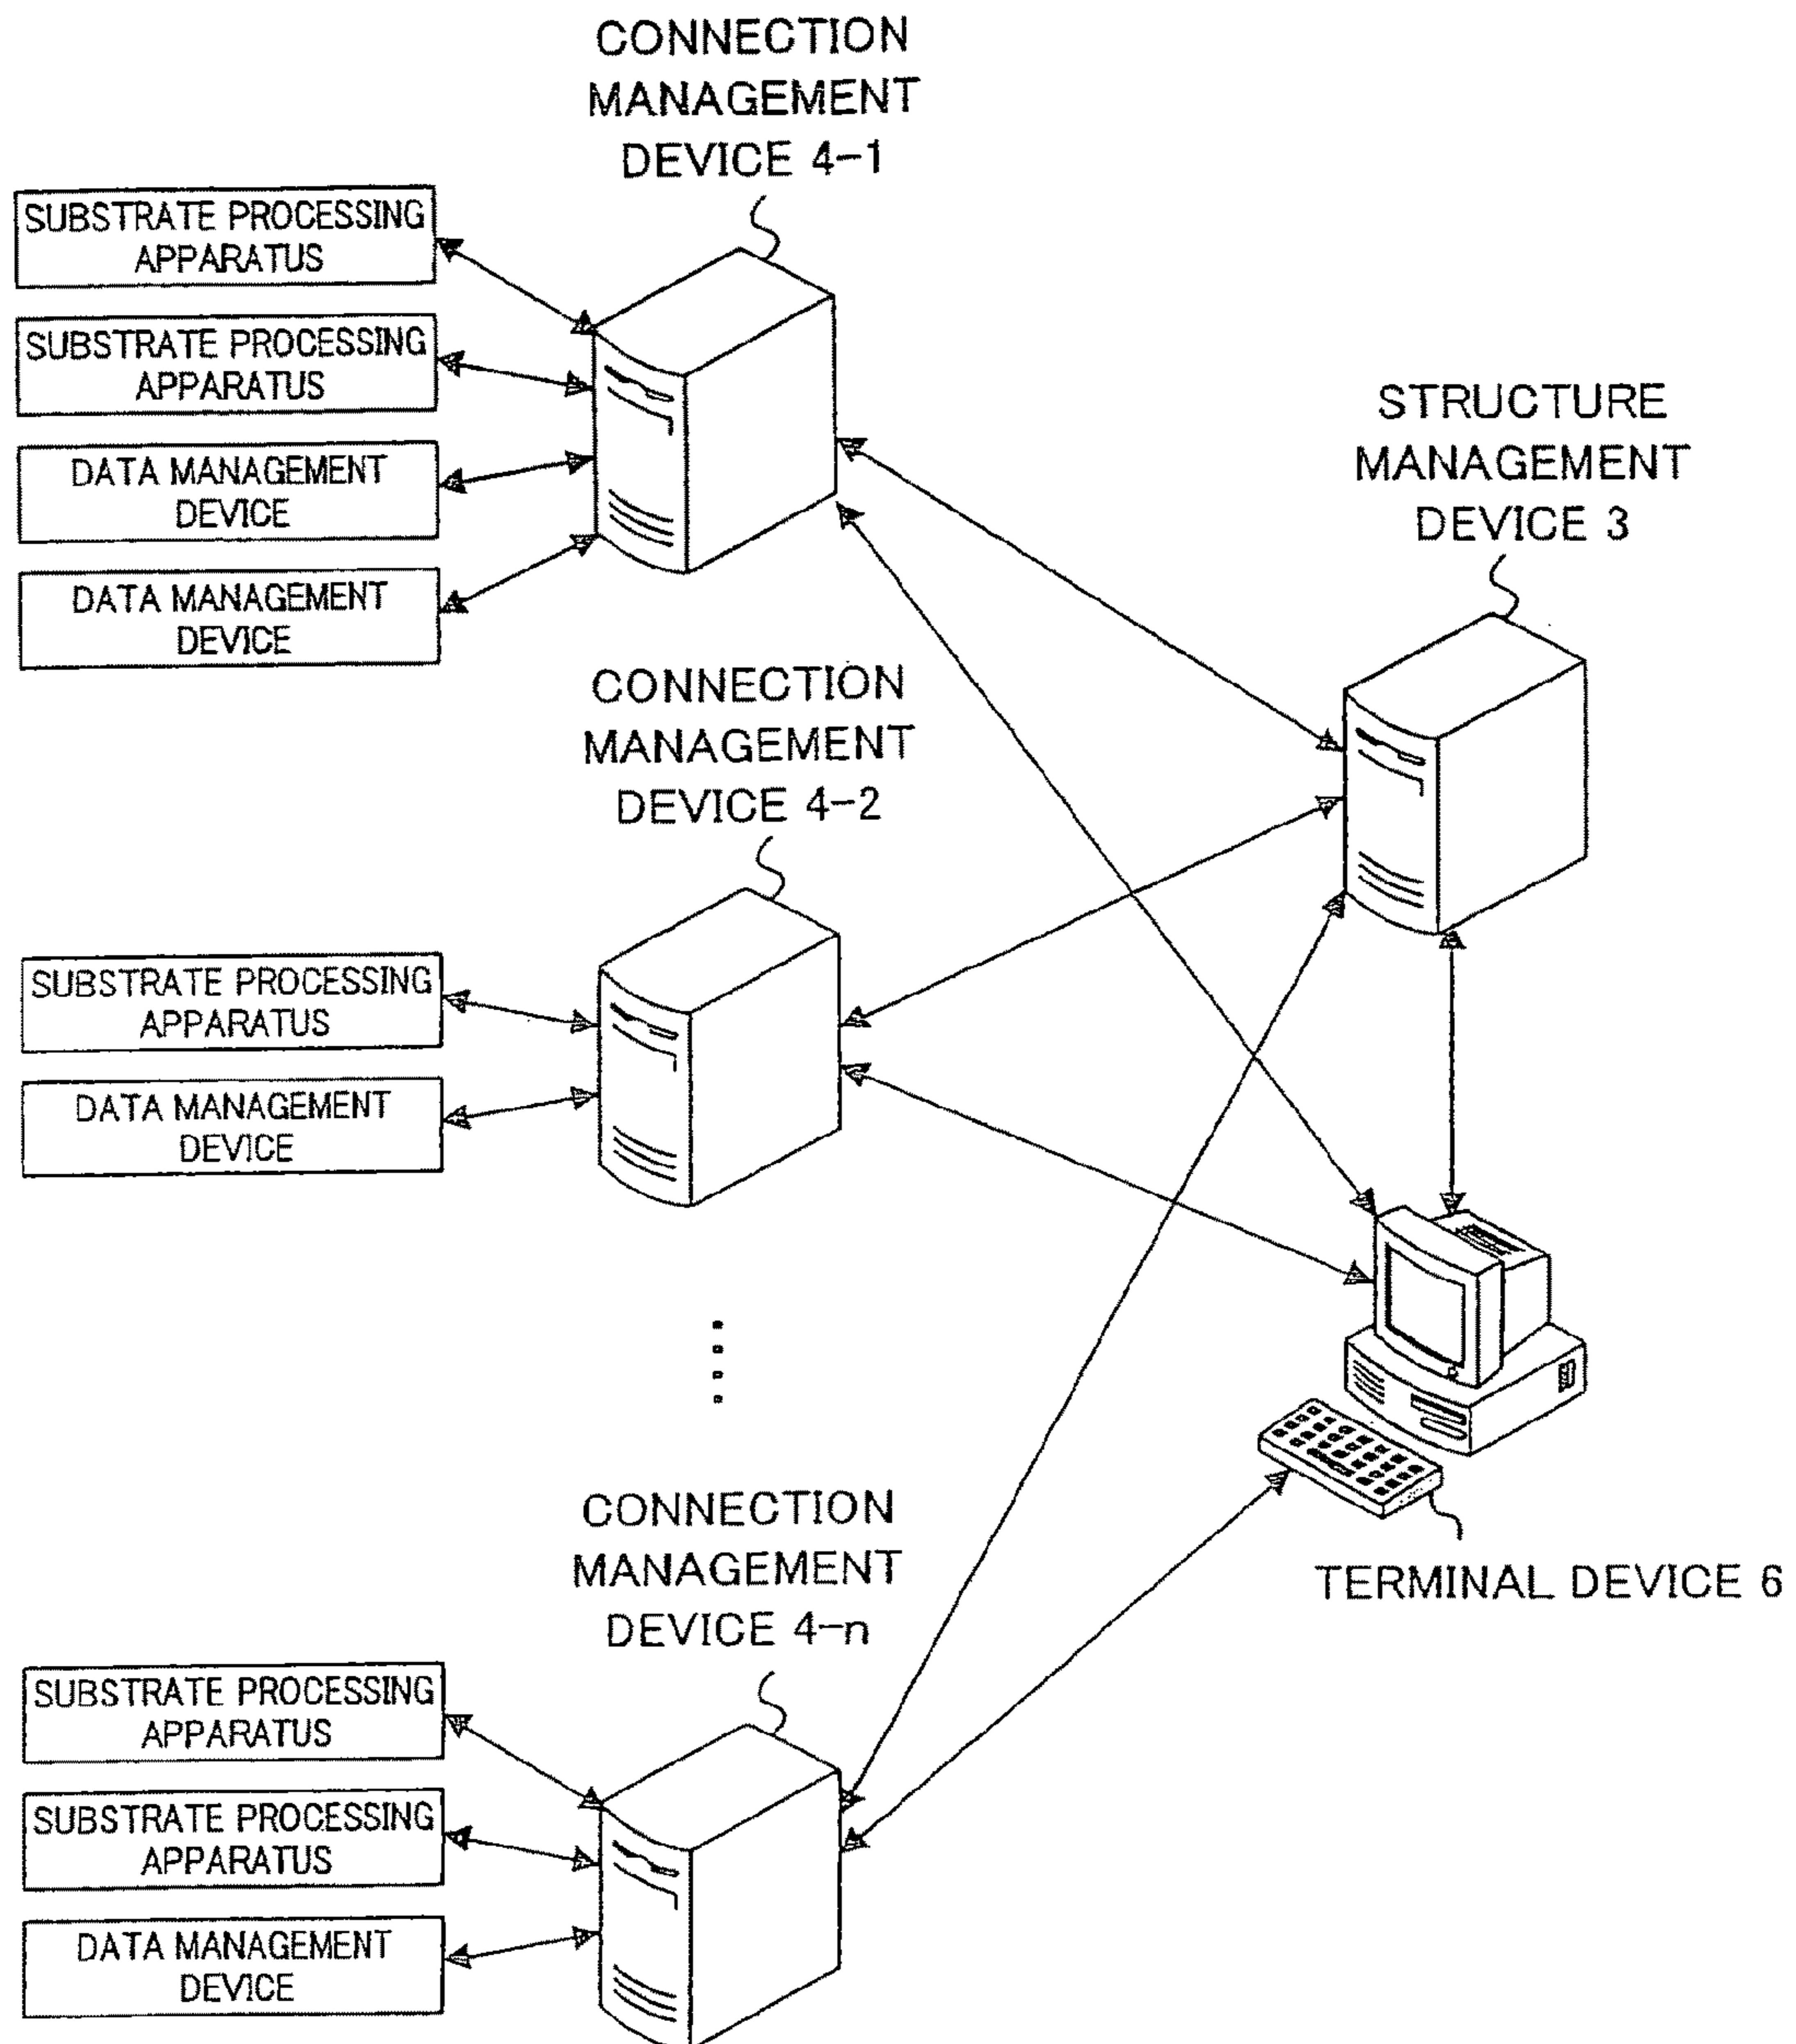 CONNECTION
MANAGEMENT
DEVICE 4-1
SUBSTRATE PROCESSING
APPARATUS
SUBSTRATE PROCESSING
APPARATUS
DATA MANAGEMENT
DEVICE
DATA MANAGEMENT
DEVICE
STRUCTURE
MANAGEMENT
DEVICE 3
CONNECTION
MANAGEMENT
DEVICE 4-2
SUBSTRATE PROCESSING
APPARATUS
DATA MANAGEMENT
DEVICE
TERMINAL DEVICE 6
CONNECTION
MANAGEMENT
DEVICE 4-n
SUBSTRATE PROCESSING
APPARATUS
SUBSTRATE PROCESSING
APPARATUS
DATA MANAGEMENT
DEVICE